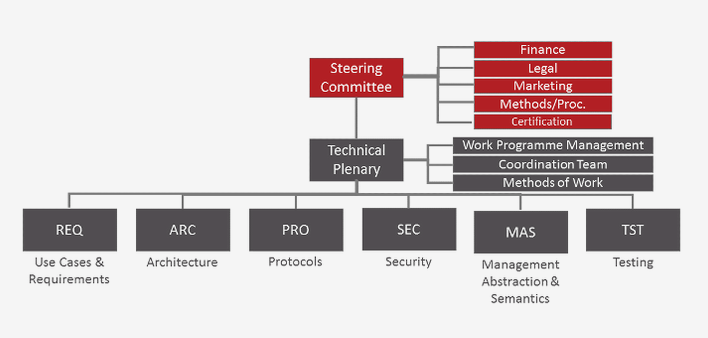 Finance
Steering
Committee
Legal
Marketing
Methods/Proc.
Certification
Technical
Plenary
Work Programme Management
Coordination Team
Methods of Work
REQ
ARC
PRO
SEC
MAS
TST
Use Cases &
Requirements
Architecture
Protocols
Security
Management
Abstraction &
Semantics
Testing